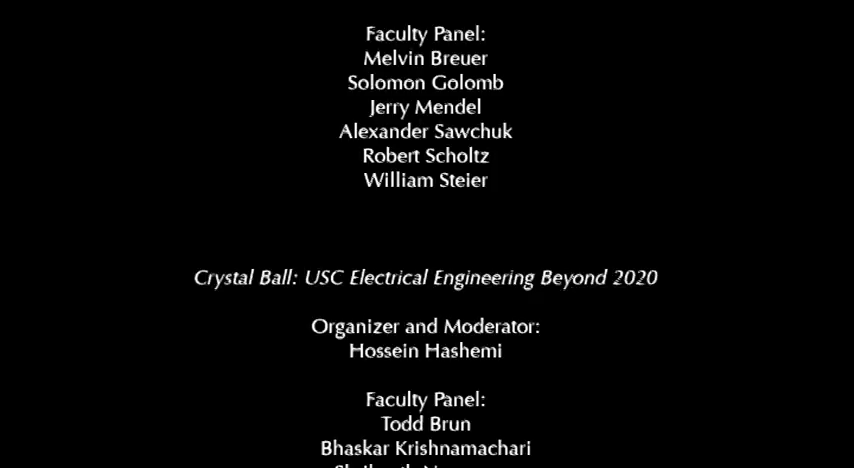 Faculty Panel:
Melvin Breuer
Solomon Golomb
Jerry Mendel
Alexander Sawchuk
Robert Scholtz
William Steier
Crystal Ball: USC Electrical Engineering Beyond 2020
Organizer and Moderator:
Hossein Hashemi
Faculty Panel:
Todd Brun
Bhaskar Krishnamachari